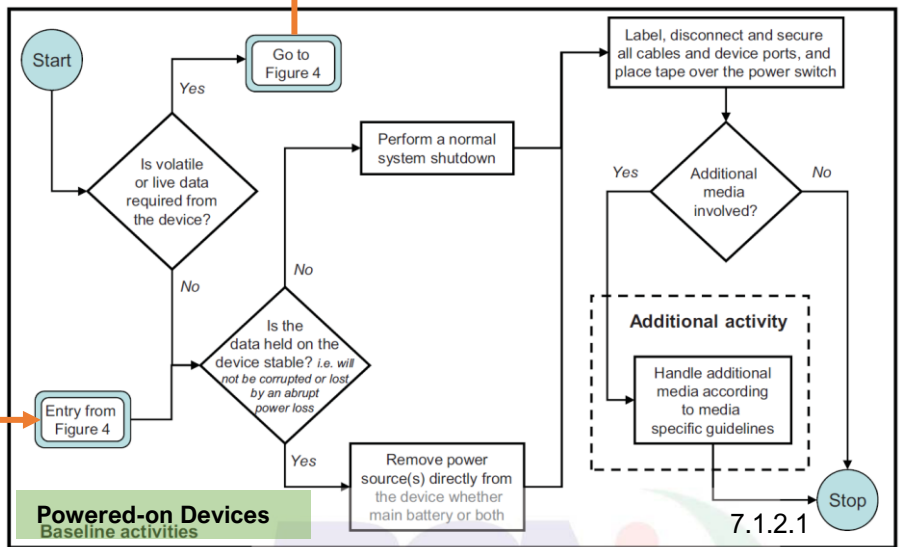 Start
Go to
Figure 4
Yes
Is volatile
or live data
required from
the device?
No
Entry from
Figure 4
Perform a normal
system shutdown
No
Is the
data held on the
device stable? i.e. will
not be corrupted or lost
by an abrupt
power loss
Yes
Remove power
source(s) directly from
the device whether
main battery or both
Label, disconnect and secure
all cables and device ports, and
place tape over the power switch
Yes
Additional
media
involved?
No
Additional activity
Handle additional
media according
to media
specific guidelines
Stop
7.1.2.1
Powered-on Devices
Baseline activities